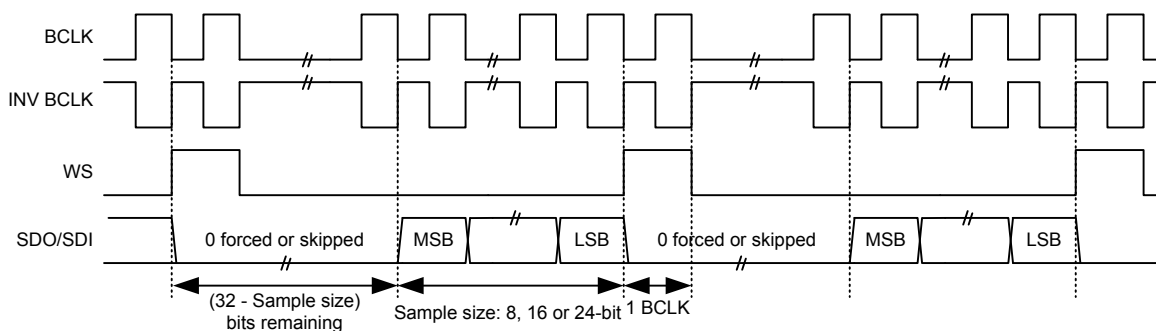 BCLK
INV BCLK
WS
SDO/SDI
0 forced or skipped
MSB
LSB
0 forced or skipped
MSB
LSB
(32 - Sample size)
bits remaining
Sample size: 8, 16 or 24-bit
1 BCLK